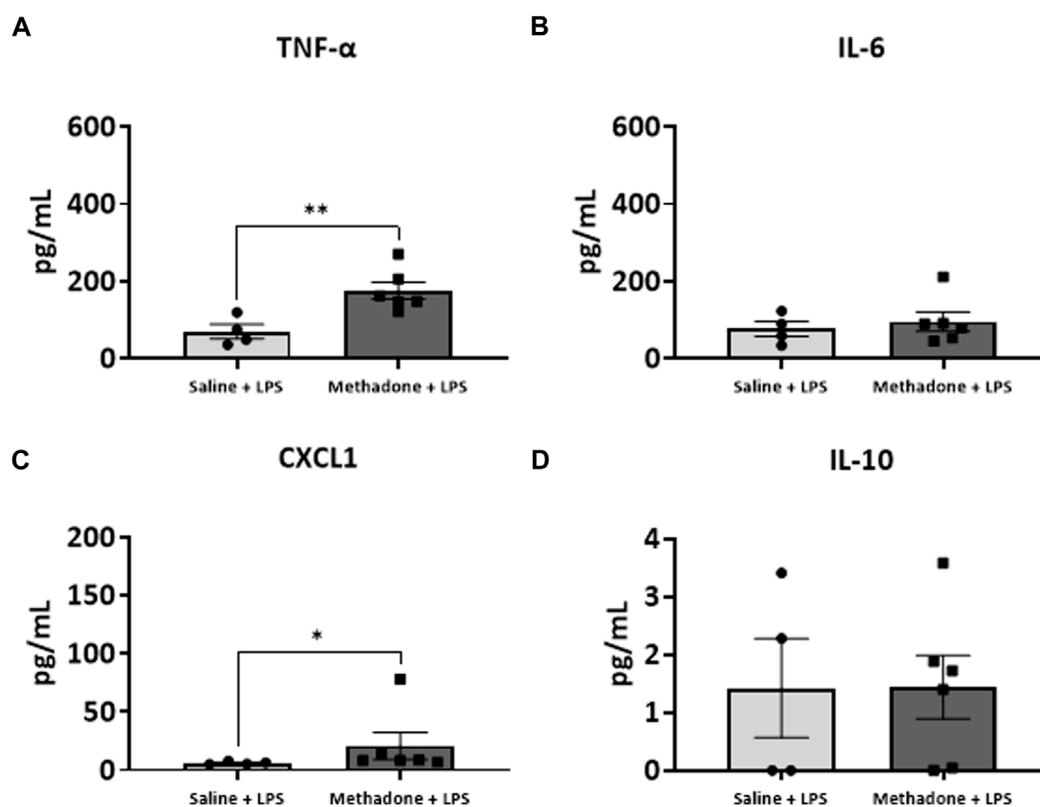 A
TNF-α
600
400
200
0
pg/mL
**
Saline + LPS
Methadone + LPS
B
IL-6
600
400
200
0
pg/mL
Saline + LPS
Methadone + LPS
C
CXCL1
200
150
100
50
0
pg/mL
*
Saline + LPS
Methadone + LPS
D
IL-10
4
3
2
1
0
pg/mL
Saline + LPS
Methadone + LPS